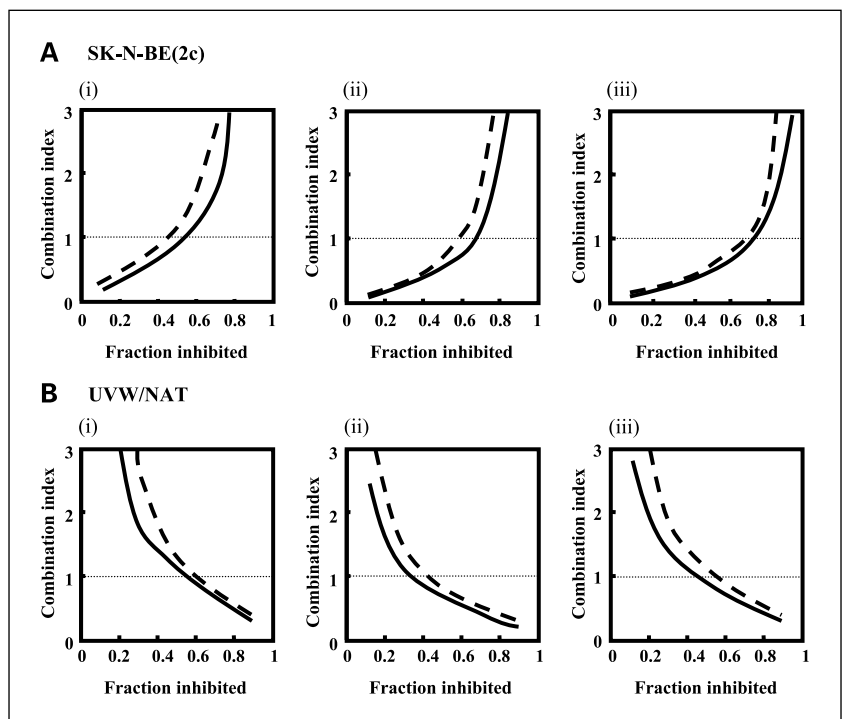 A SK-N-BE(2c)
(i) (ii) (iii)
Combination index
3
2
1
0
0 0.2 0.4 0.6 0.8 1
Fraction inhibited
Combination index
3
2
1
0
0 0.2 0.4 0.6 0.8 1
Fraction inhibited
Combination index
3
2
1
0
0 0.2 0.4 0.6 0.8 1
Fraction inhibited
B UVW/NAT
(i) (ii) (iii)
Combination index
3
2
1
0
0 0.2 0.4 0.6 0.8 1
Fraction inhibited
Combination index
3
2
1
0
0 0.2 0.4 0.6 0.8 1
Fraction inhibited
Combination index
3
2
1
0
0 0.2 0.4 0.6 0.8 1
Fraction inhibited